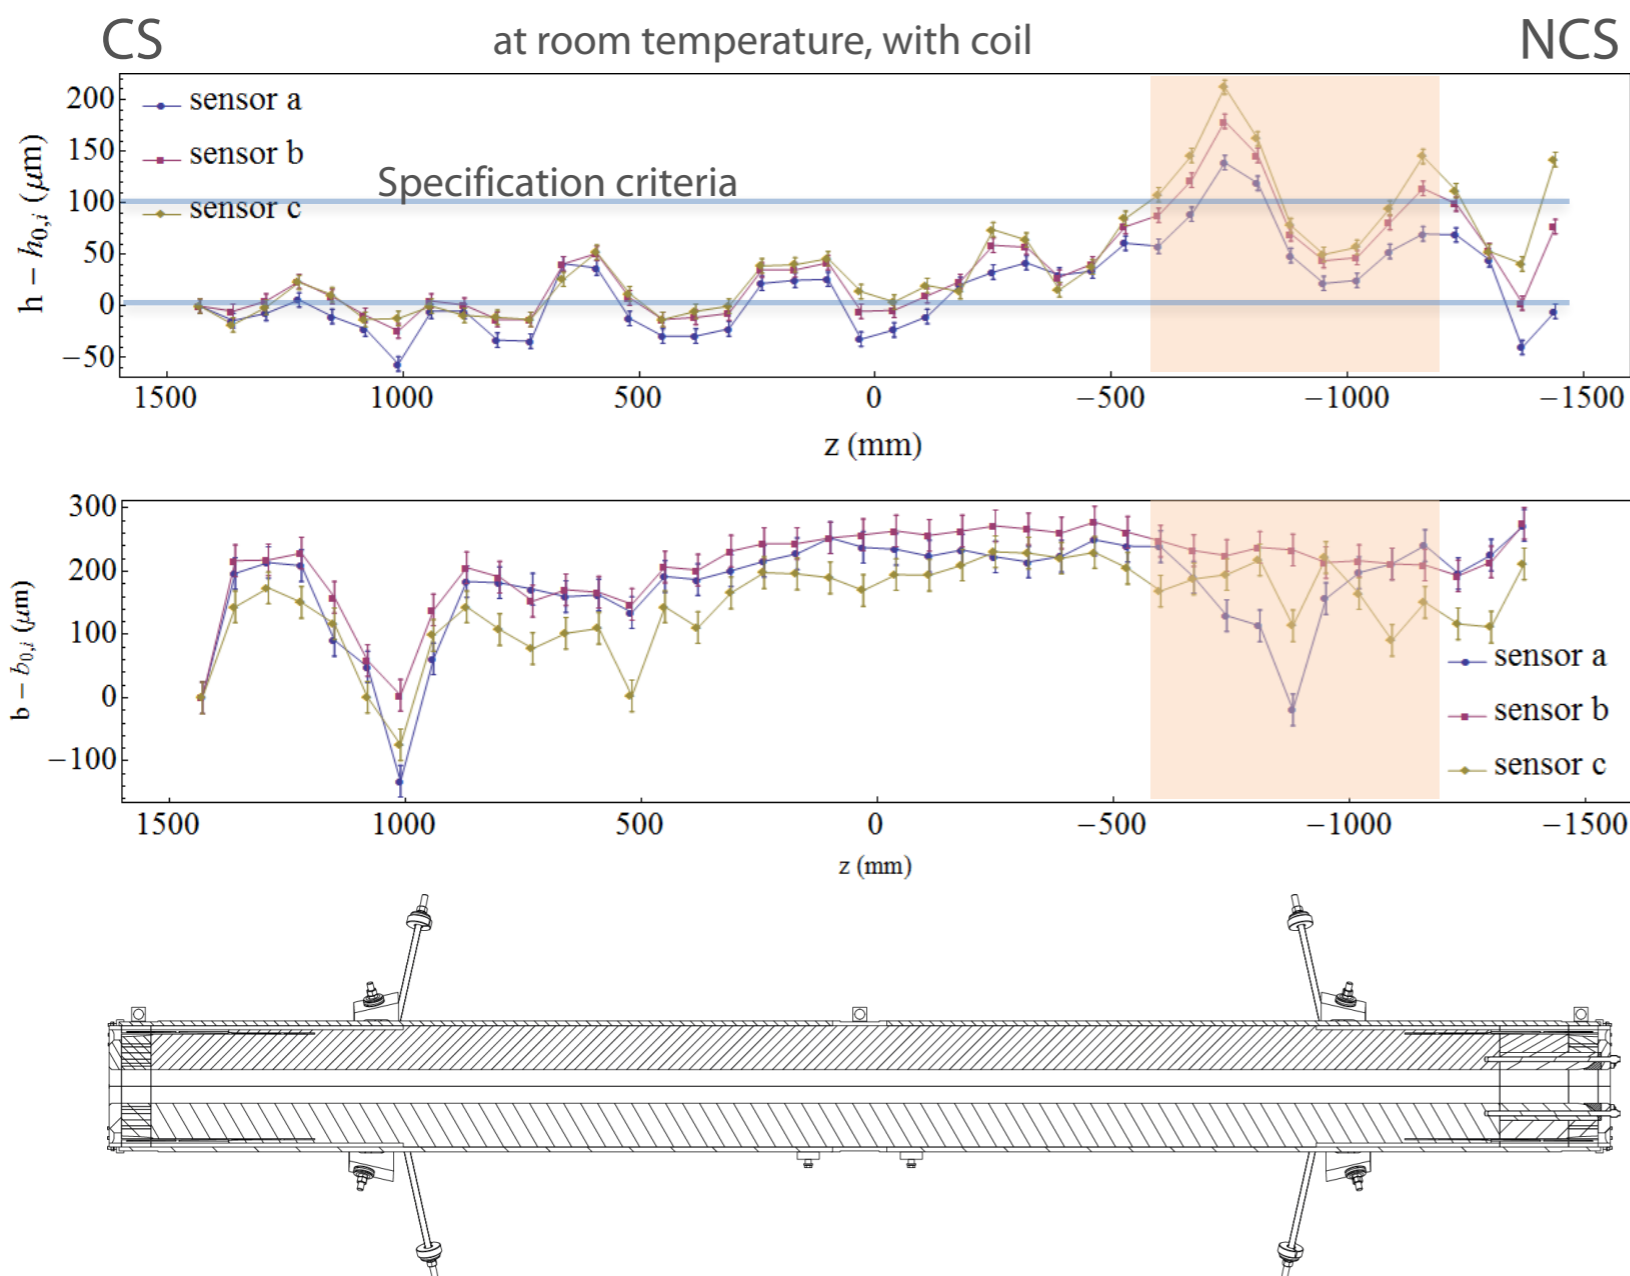 CS
at room temperature, with coil
NCS
h − h0,i (μm)
200
150
100
50
0
−50
sensor a
sensor b
sensor c
Specification criteria
1500
1000
500
0
−500
−1000
−1500
z (mm)
b − b0,i (μm)
300
200
100
0
−100
sensor a
sensor b
sensor c
1500
1000
500
0
−500
−1000
−1500
z (mm)